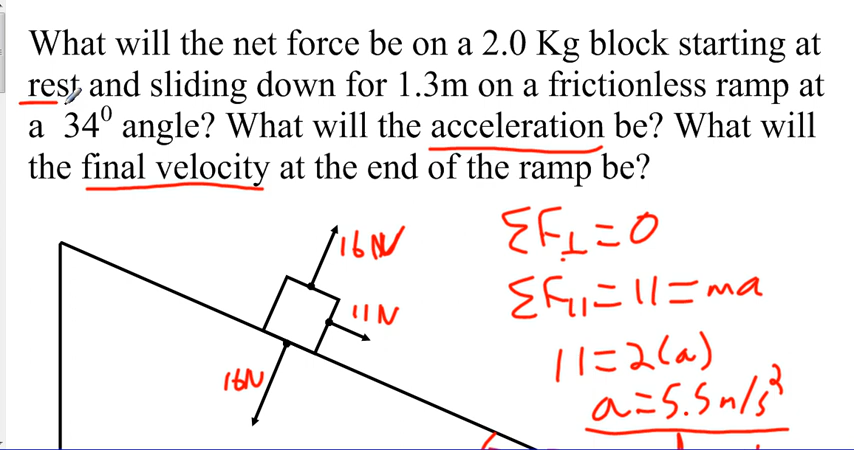 What will the net force be on a 2.0 Kg block starting at
rest and sliding down for 1.3m on a frictionless ramp at
a 34⁰ angle? What will the acceleration be? What will
the final velocity at the end of the ramp be?
16N
11N
16N
ΣF⊥=0
ΣF||=11=ma
11=2(a)
a=5.5m/s²